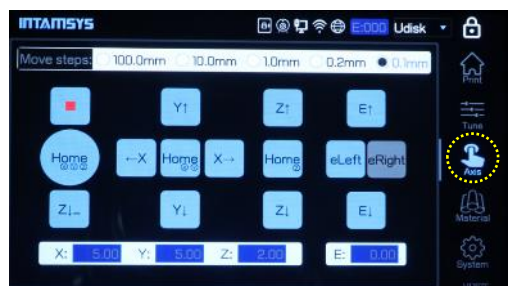 INTAMSYS E:000 Udisk
Move steps: 100.0mm 10.0mm 1.0mm 0.2mm 0.1mm
Print
Y↑ Z↑ E↑
Tune
Home ←X Home X→ Home eLeft eRight
Axis
Z↓_ Y↓ Z↓ E↓
Material
X: 5.00 Y: 5.00 Z: 2.00 E: 0.00
System